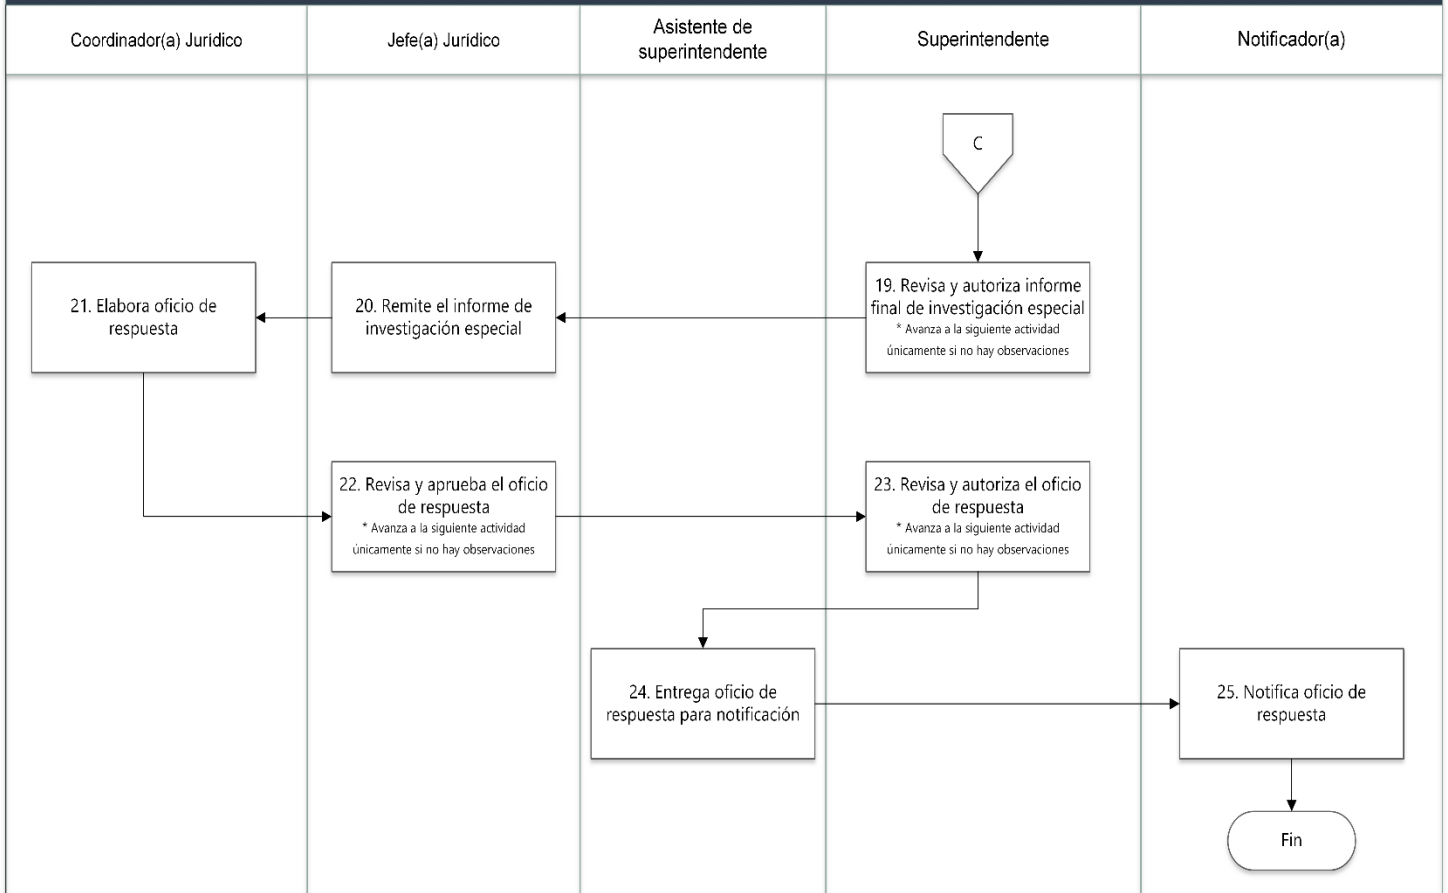 Coordinador(a) Jurídico
Jefe(a) Jurídico
Asistente de
superintendente
Superintendente
Notificador(a)
C
21. Elabora oficio de
respuesta
20. Remite el informe de
investigación especial
19. Revisa y autoriza informe
final de investigación especial
* Avanza a la siguiente actividad
únicamente si no hay observaciones
22. Revisa y aprueba el oficio
de respuesta
* Avanza a la siguiente actividad
únicamente si no hay observaciones
23. Revisa y autoriza el oficio
de respuesta
* Avanza a la siguiente actividad
únicamente si no hay observaciones
24. Entrega oficio de
respuesta para notificación
25. Notifica oficio de
respuesta
Fin